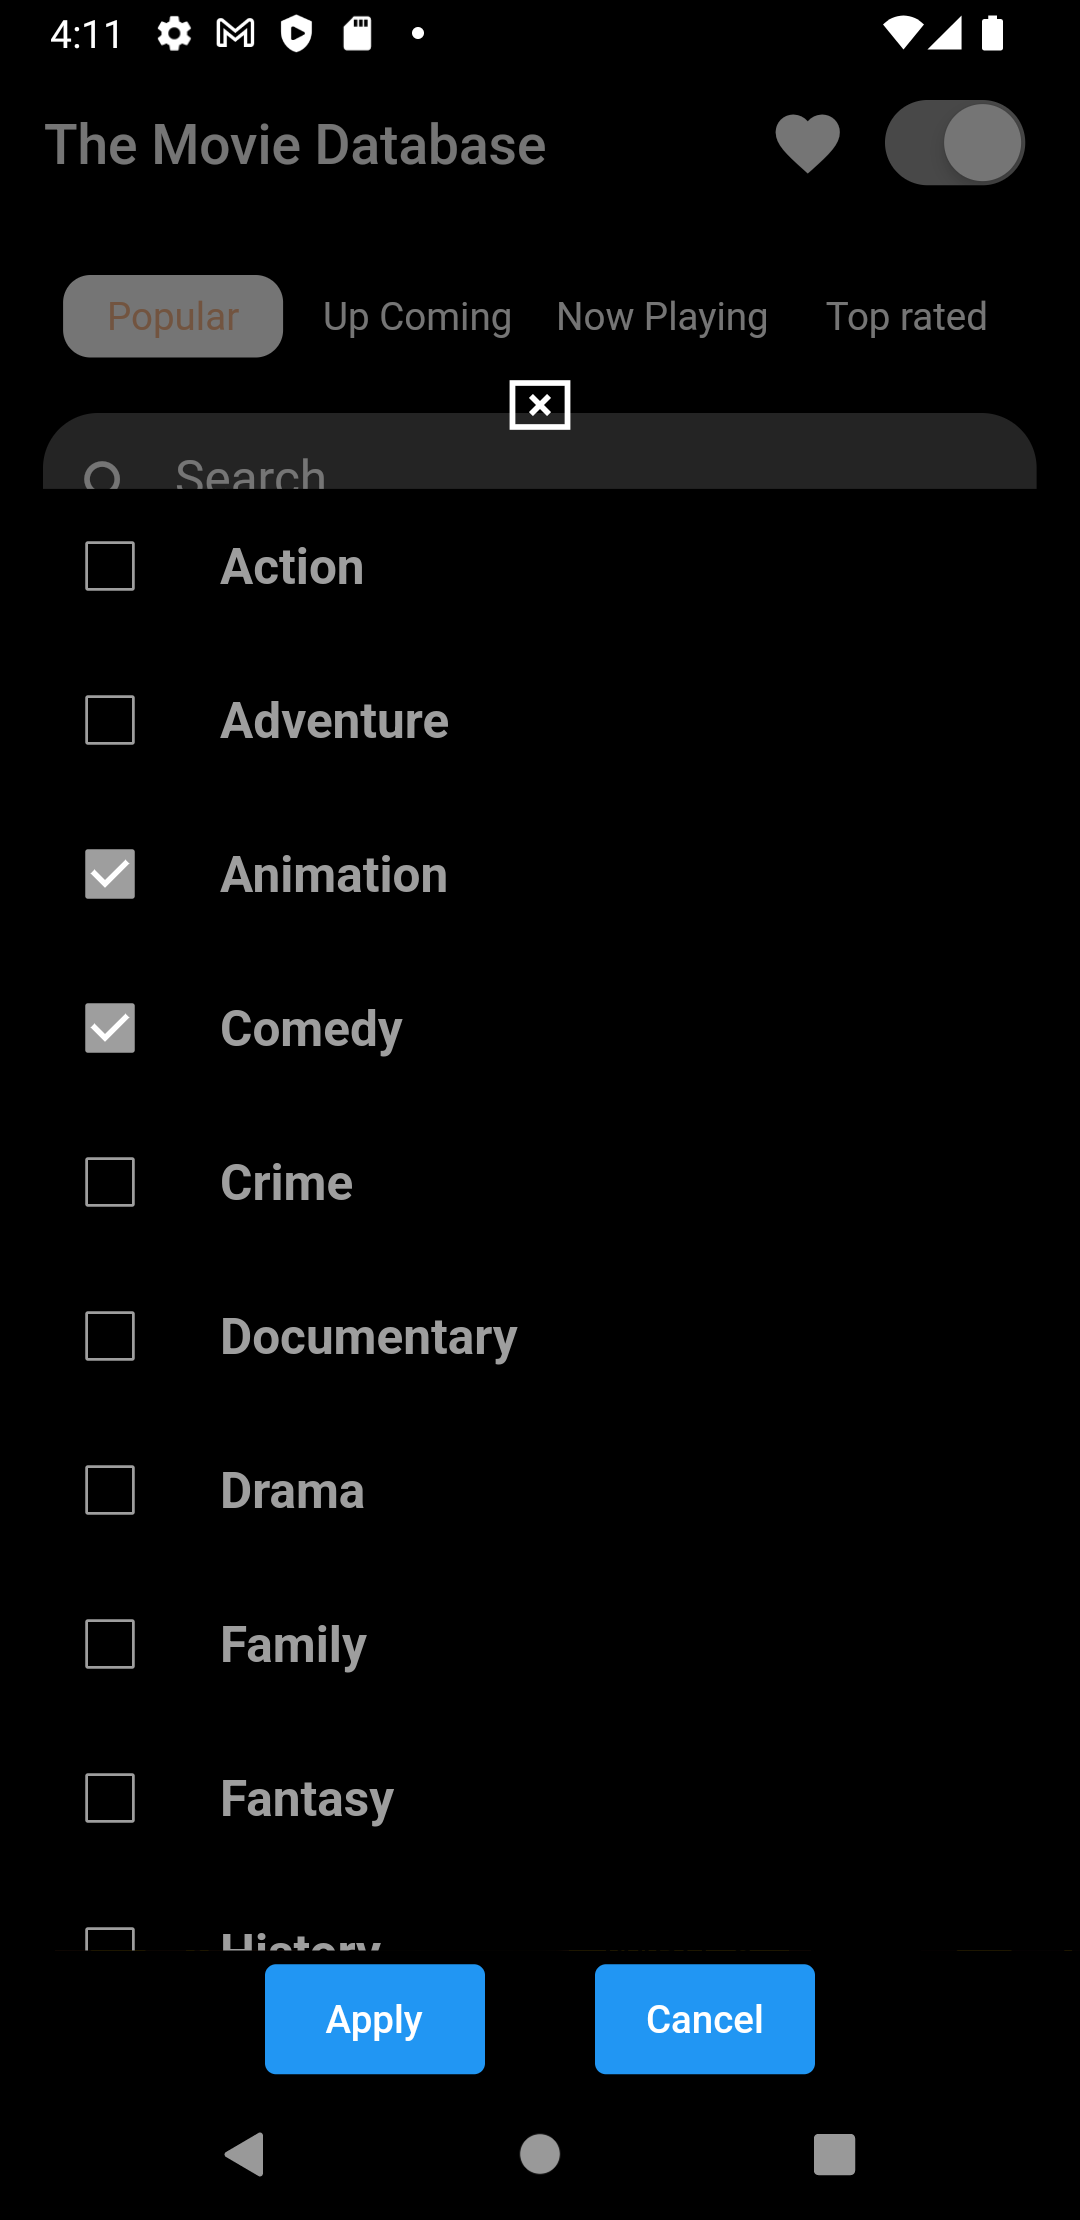 4:11
The Movie Database
Popular Up Coming Now Playing Top rated
Search
Action
Adventure
Animation
Comedy
Crime
Documentary
Drama
Family
Fantasy
History
Apply Cancel